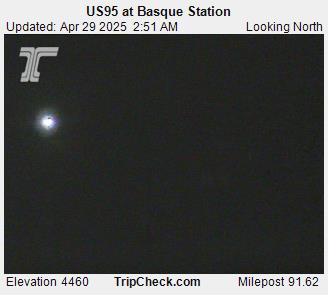 US95 at Basque Station
Updated: Apr 29 2025 2:51 AM Looking North
Elevation 4460 TripCheck.com Milepost 91.62